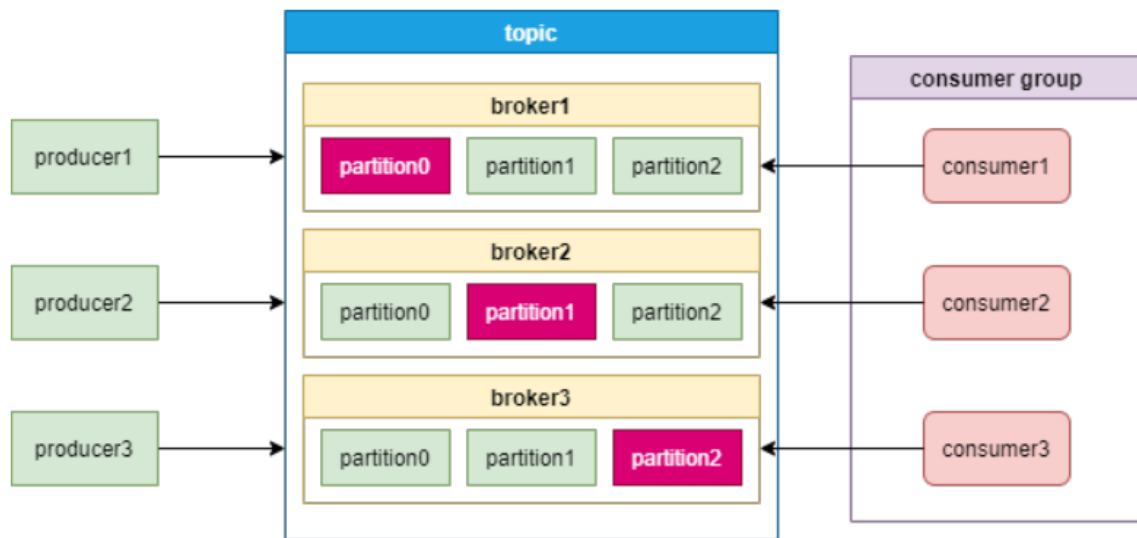 topic
consumer group
broker1
producer1
partition0 partition1 partition2
consumer1
broker2
producer2
partition0 partition1 partition2
consumer2
broker3
producer3
partition0 partition1 partition2
consumer3